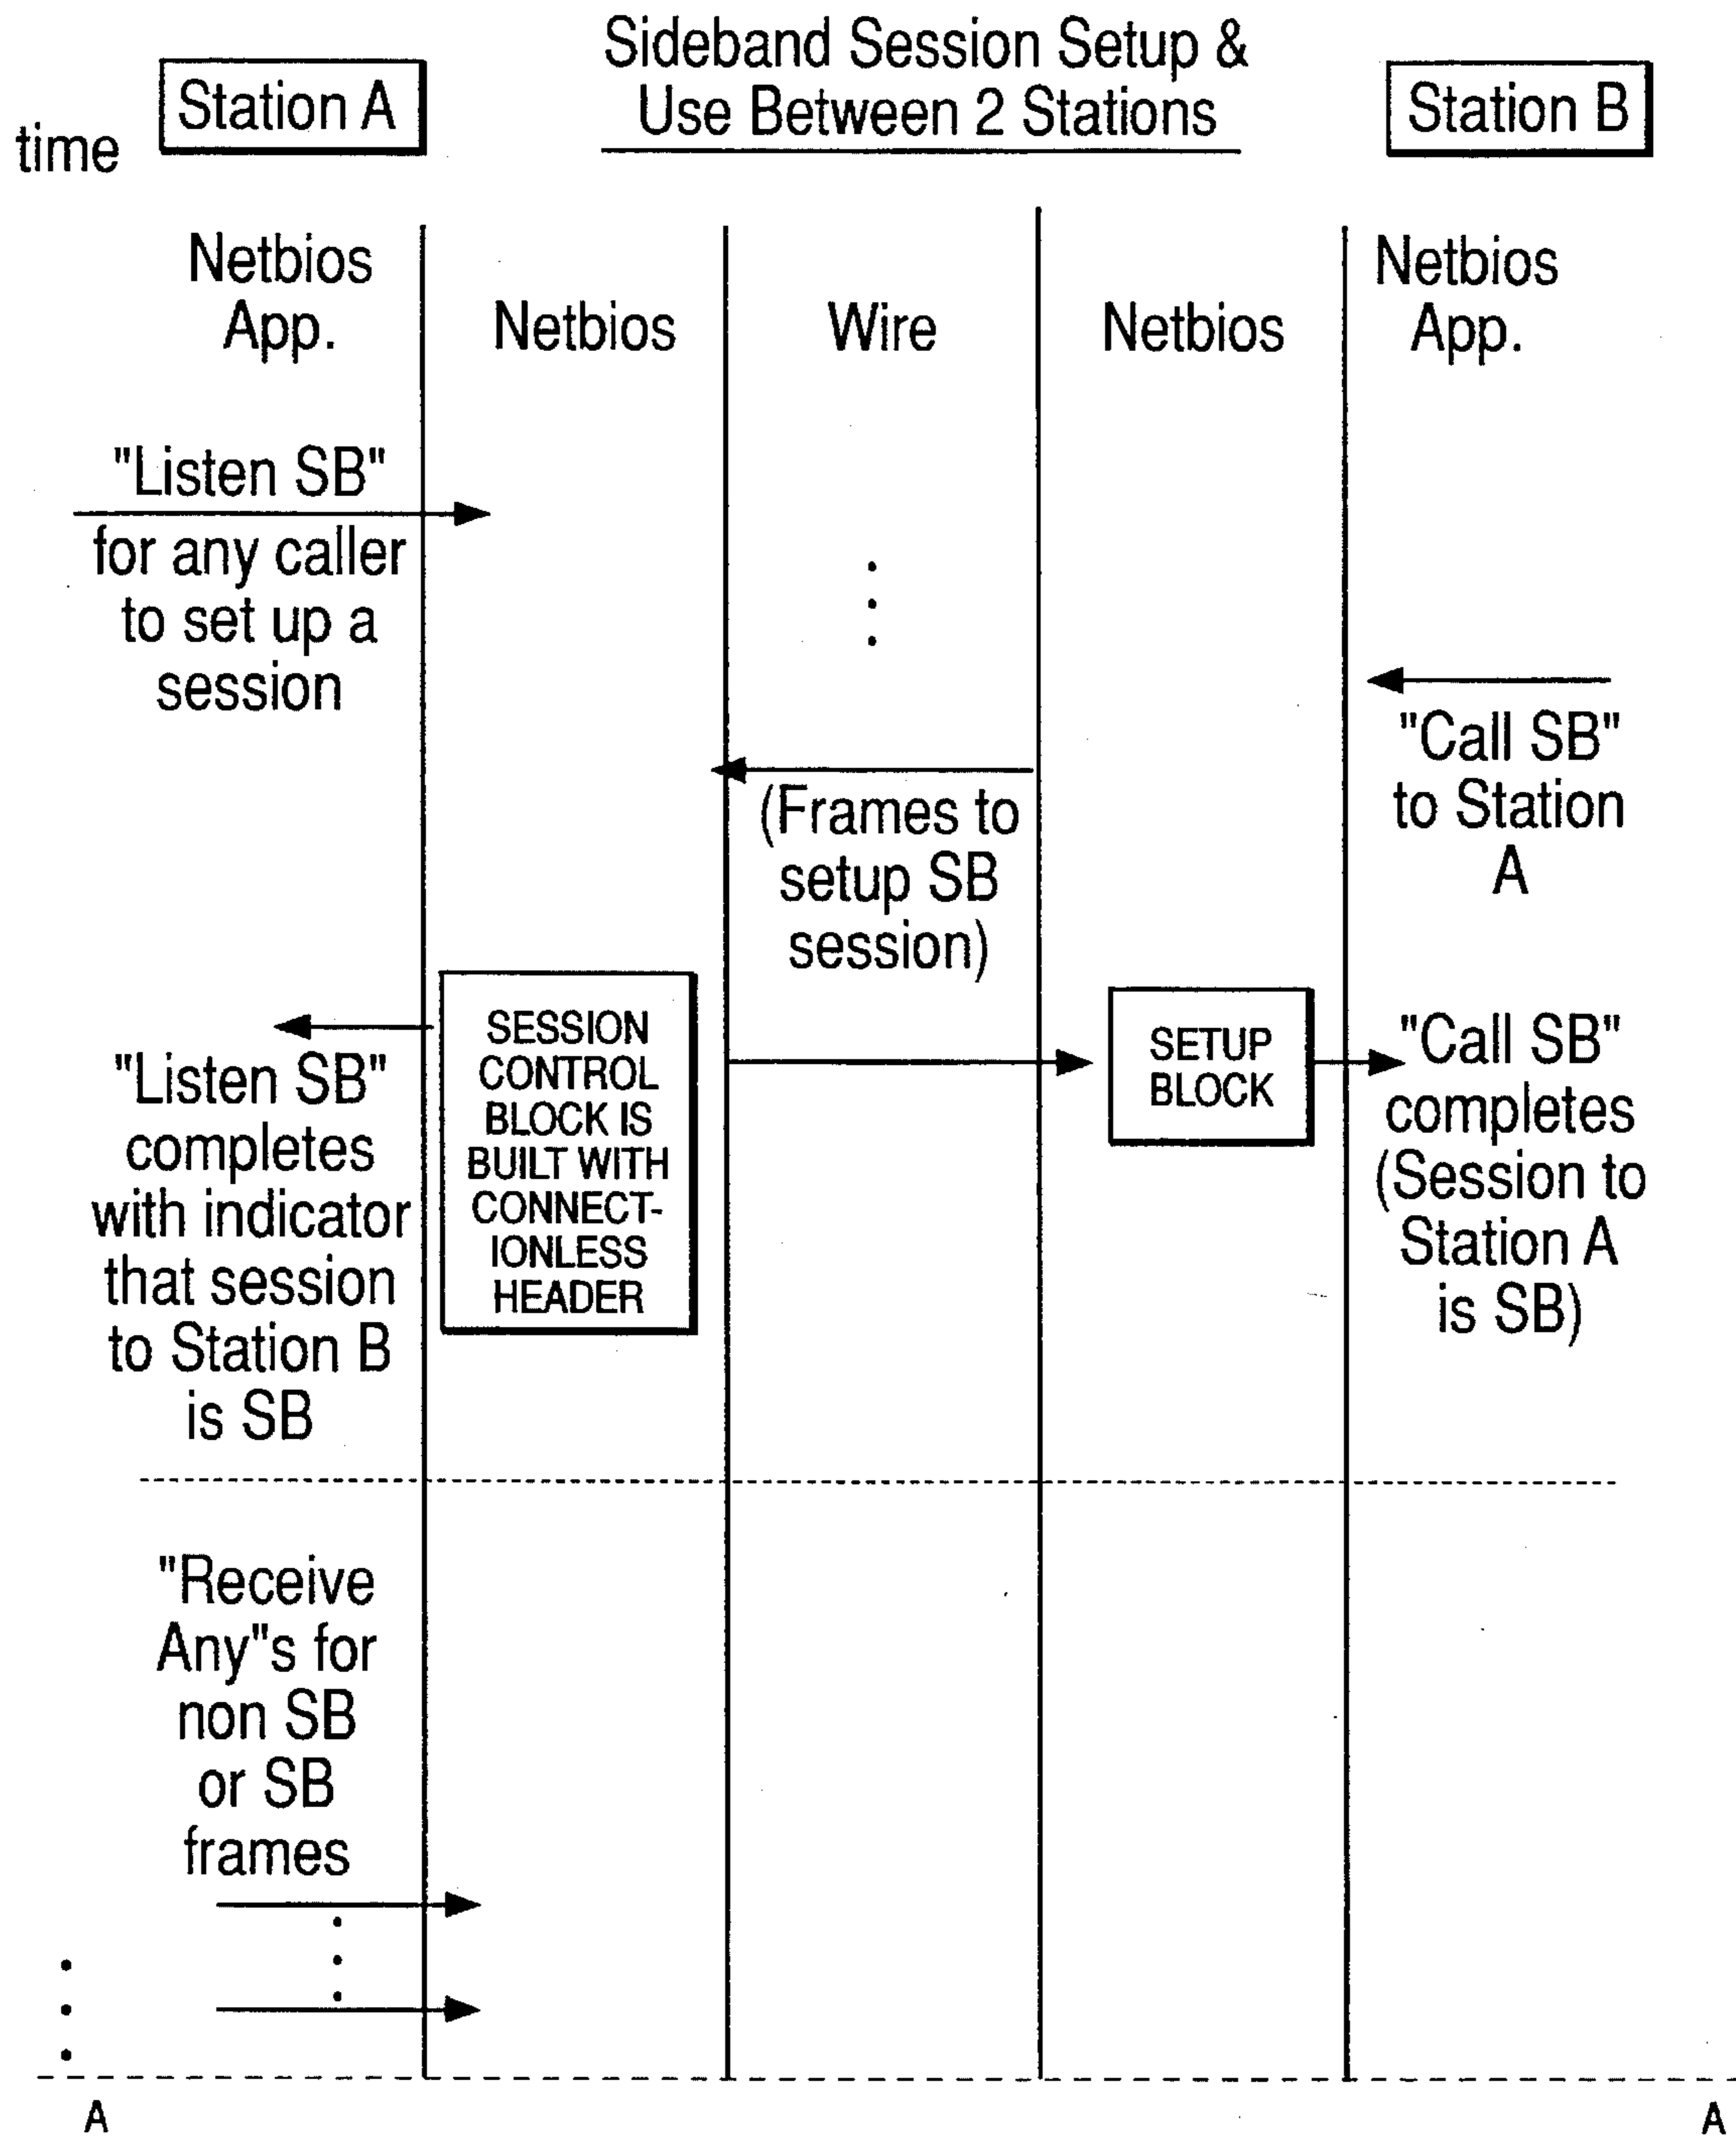 Sideband Session Setup &
Use Between 2 Stations
Station A
Station B
time
Netbios
App.
Netbios
Wire
Netbios
Netbios
App.
"Listen SB"
for any caller
to set up a
session
"Call SB"
to Station
A
(Frames to
setup SB
session)
SESSION
CONTROL
BLOCK IS
BUILT WITH
CONNECT-
IONLESS
HEADER
"Listen SB"
completes
with indicator
that session
to Station B
is SB
SETUP
BLOCK
"Call SB"
completes
(Session to
Station A
is SB)
"Receive
Any"s for
non SB
or SB
frames
A
A